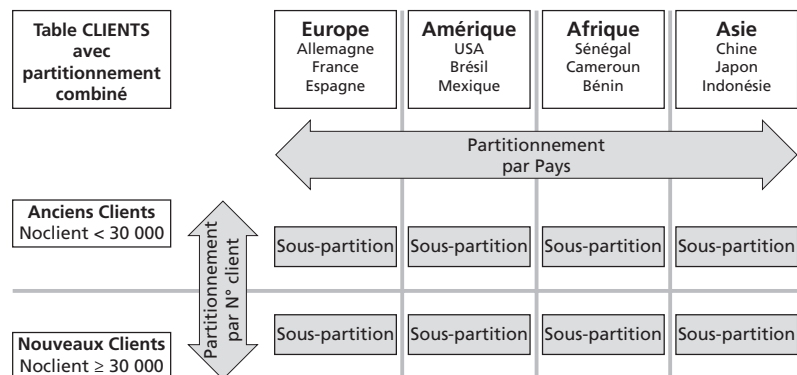 Table CLIENTS
avec
partitionnement
combiné
Europe
Allemagne
France
Espagne
Amérique
USA
Brésil
Mexique
Afrique
Sénégal
Cameroun
Bénin
Asie
Chine
Japon
Indonésie
Partitionnement
par Pays
Anciens Clients
Noclient < 30 000
Partitionnement
par N° client
Sous-partition
Sous-partition
Sous-partition
Sous-partition
Nouveaux Clients
Noclient ≥ 30 000
Sous-partition
Sous-partition
Sous-partition
Sous-partition